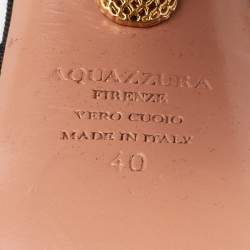 AQUAZZURA
FIRENZE
VERO CUOIO
MADE IN ITALY
40